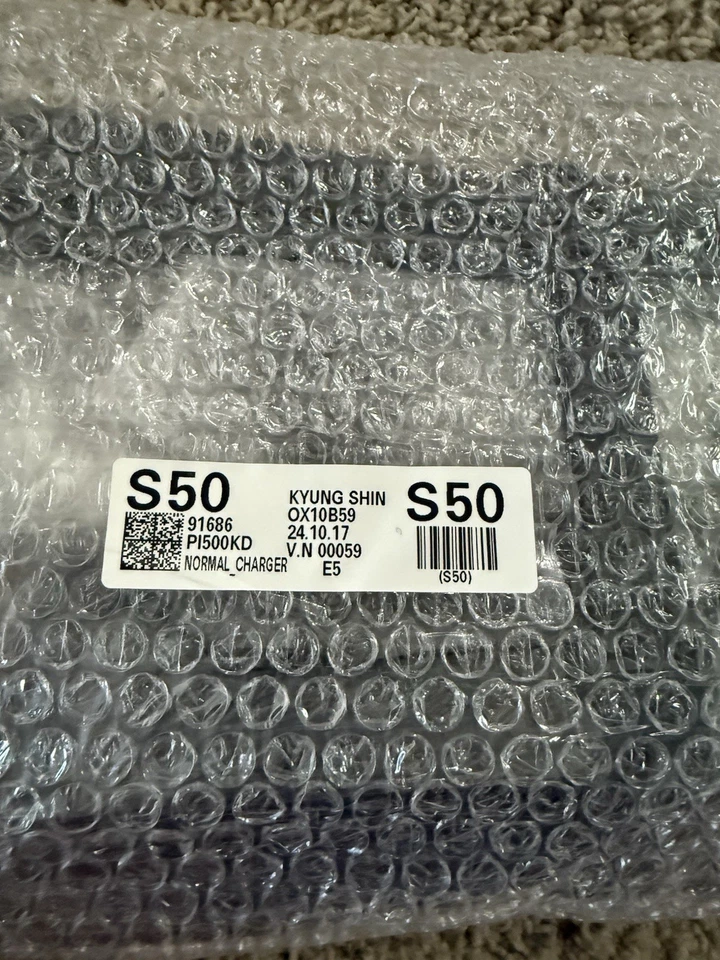 S50
91686
PI500KD
NORMAL_CHARGER
KYUNG SHIN
OX10B59
24.10.17
V.N 00059
E5
S50
(S50)